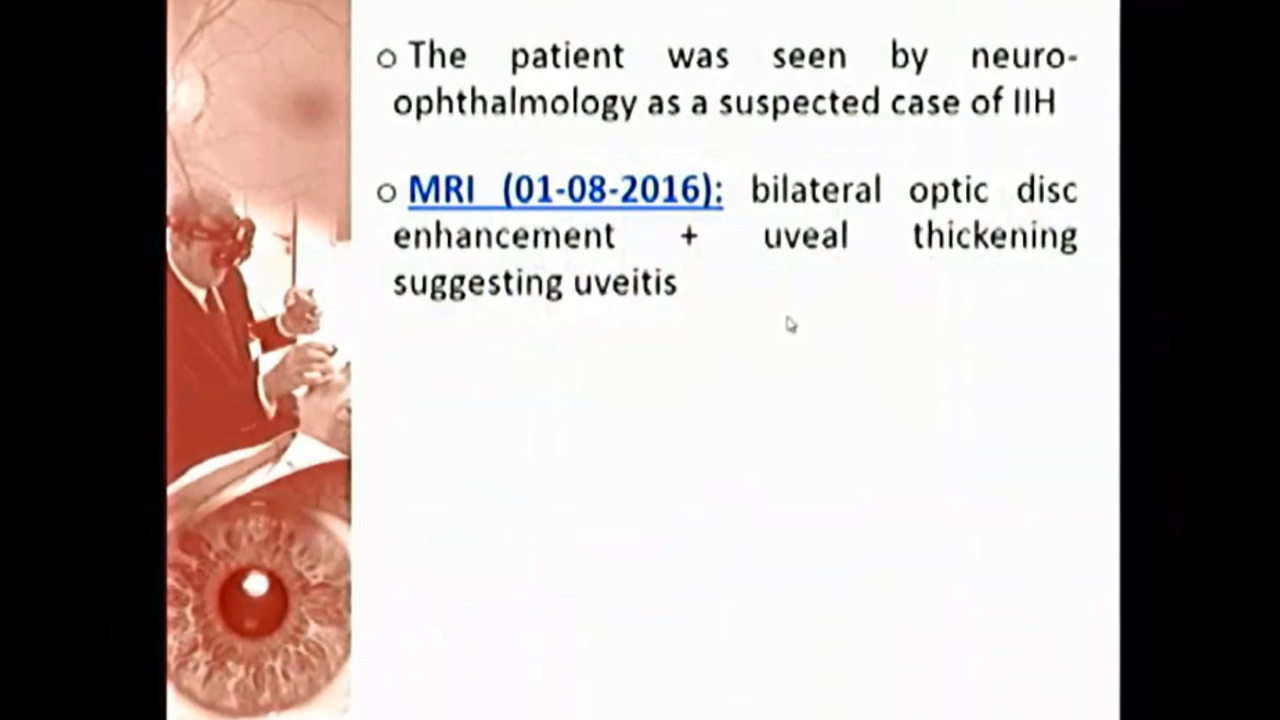 The patient was seen by neuro-
ophthalmology as a suspected case of IIH
MRI (01-08-2016): bilateral optic disc
enhancement + uveal thickening
suggesting uveitis